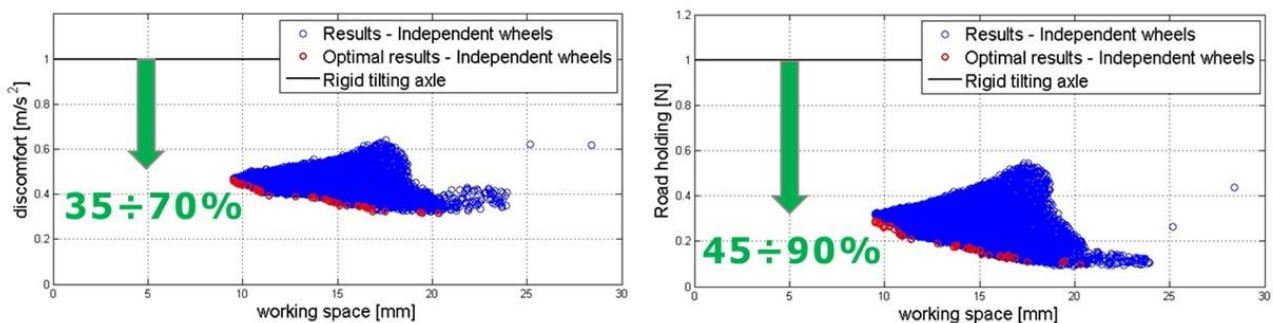 Results - Independent wheels
Optimal results - Independent wheels
Rigid tilting axle
1
0.8
0.6
0.4
0.2
0
discomfort [m/s²]
35÷70%
0 5 10 15 20 25 30
working space [mm]
1.2
Results - Independent wheels
Optimal results - Independent wheels
Rigid tilting axle
1
0.8
0.6
0.4
0.2
0
Road holding [N]
45÷90%
0 5 10 15 20 25 30
working space [mm]